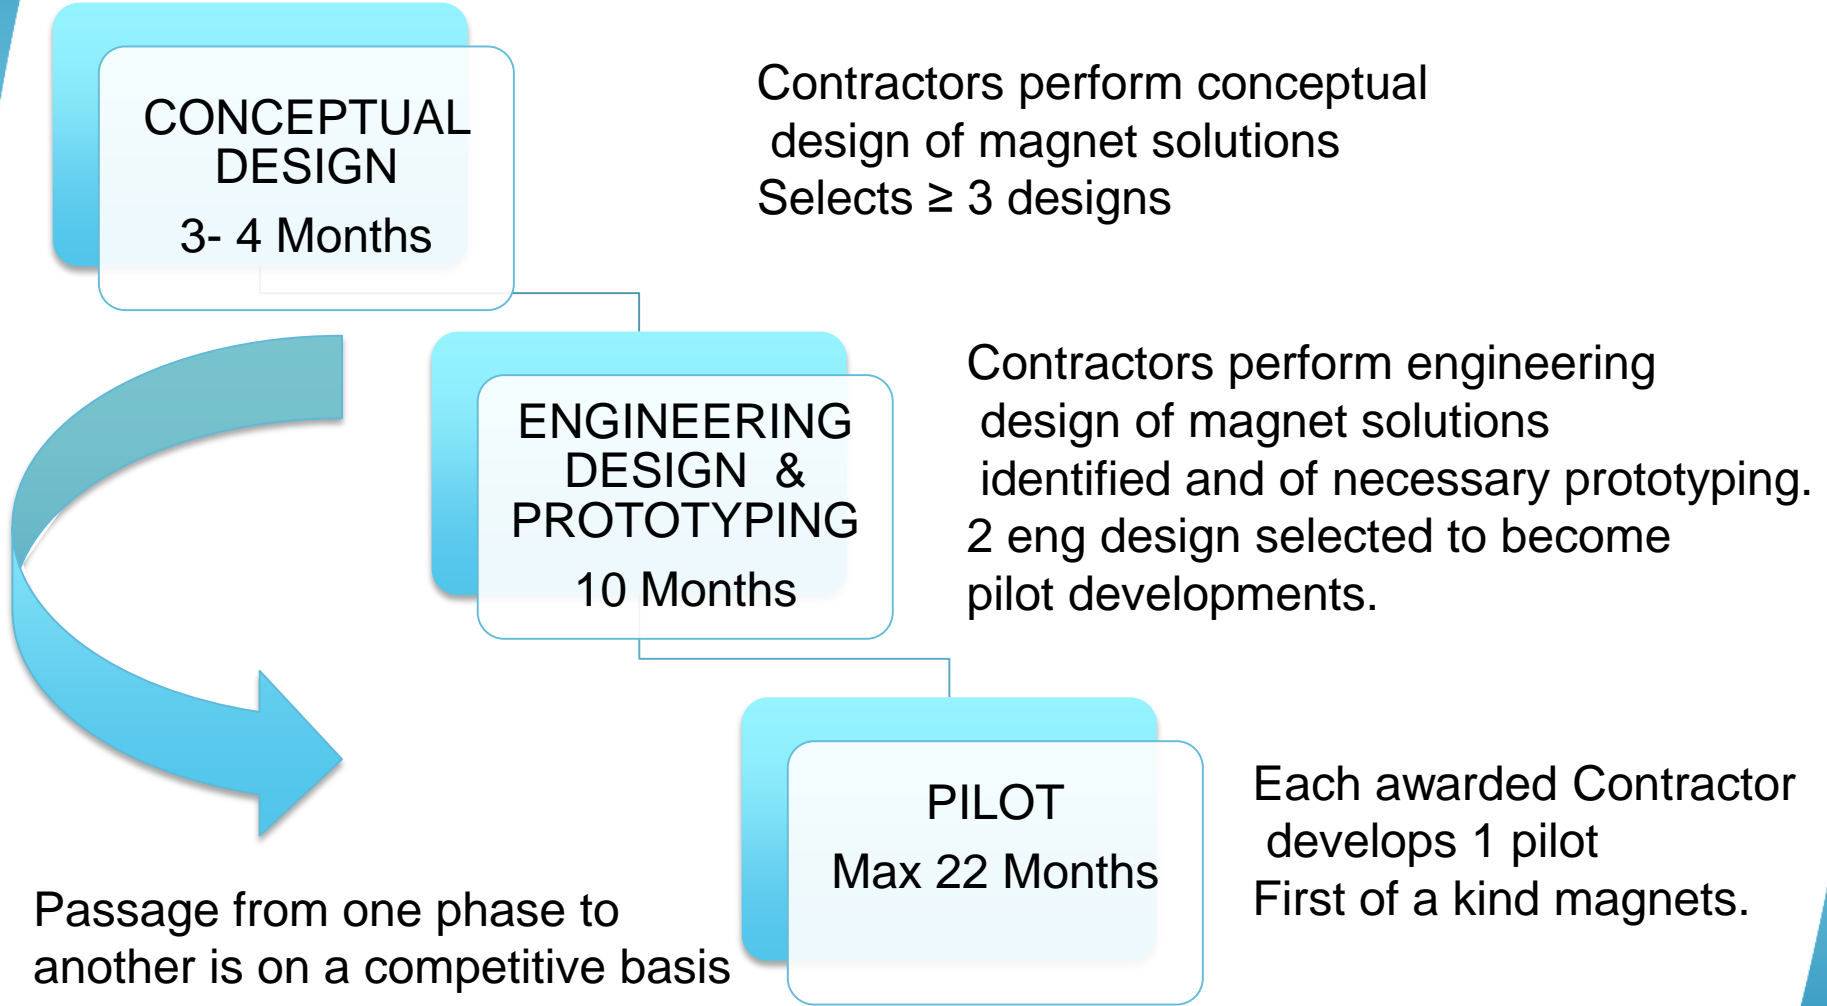 CONCEPTUAL
DESIGN
3- 4 Months
Contractors perform conceptual
design of magnet solutions
Selects ≥ 3 designs
ENGINEERING
DESIGN &
PROTOTYPING
10 Months
Contractors perform engineering
design of magnet solutions
identified and of necessary prototyping.
2 eng design selected to become
pilot developments.
PILOT
Max 22 Months
Each awarded Contractor
develops 1 pilot
First of a kind magnets.
Passage from one phase to
another is on a competitive basis